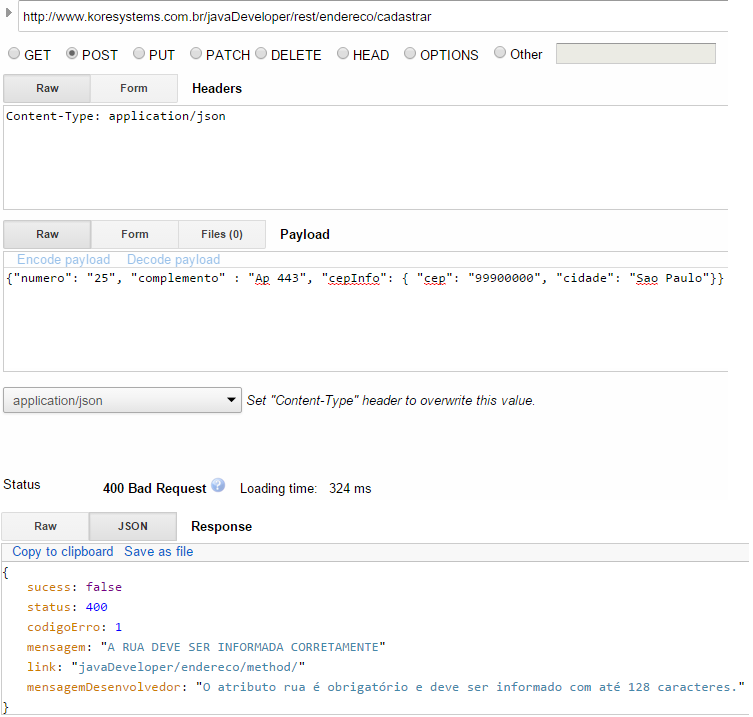 http://www.koresystems.com.br/javaDeveloper/rest/endereco/cadastrar
GET POST PUT PATCH DELETE HEAD OPTIONS Other
Raw Form Headers
Content-Type: application/json
Raw Form Files (0) Payload
Encode payload Decode payload
{"numero": "25", "complemento" : "Ap 443", "cepInfo": { "cep": "99900000", "cidade": "Sao Paulo"}}
application/json Set "Content-Type" header to overwrite this value.
Status 400 Bad Request ? Loading time: 324 ms
Raw JSON Response
Copy to clipboard Save as file
{
sucess: false
status: 400
codigoErro: 1
mensagem: "A RUA DEVE SER INFORMADA CORRETAMENTE"
link: "javaDeveloper/endereco/method/"
mensagemDesenvolvedor: "O atributo rua é obrigatório e deve ser informado com até 128 caracteres."
}